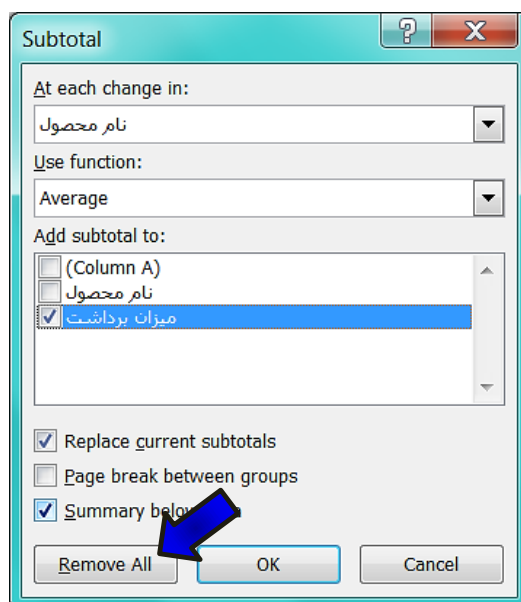 Subtotal
At each change in:
نام محصول
Use function:
Average
Add subtotal to:
(Column A)
نام محصول
میزان برداشت
Replace current subtotals
Page break between groups
Summary below
Remove All
OK
Cancel